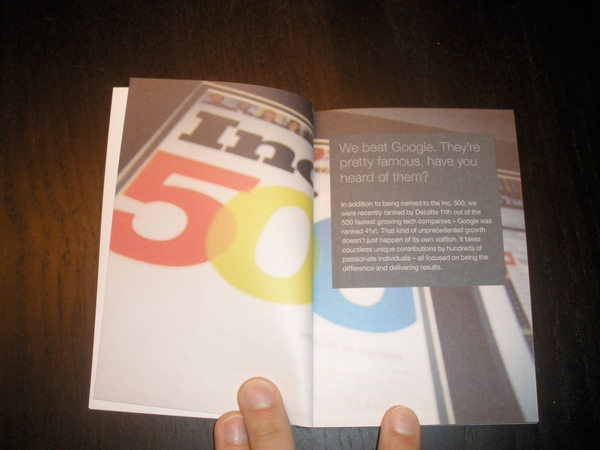 Inc
500
We beat Google. They're
pretty famous, have you
heard of them?
In addition to being named to the Inc. 500, we
were recently ranked by Deloitte 11th out of the
500 fastest growing tech companies – Google was
ranked 41st. That kind of unprecedented growth
doesn't just happen of its own volition. It takes
countless unique contributions by hundreds of
passionate individuals – all focused on being the
difference and delivering results.